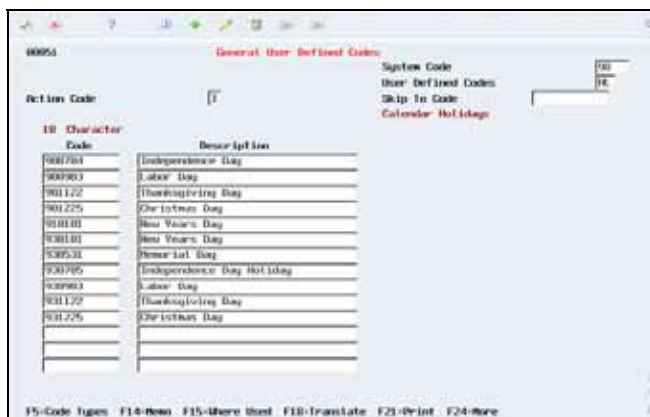 00051 General User Defined Codes
System Code 98
User Defined Codes HL
Action Code I Skip To Code
Calendar Holidays
10 Character
Code Description
900704 Independence Day
900903 Labor Day
901122 Thanksgiving Day
901225 Christmas Day
910101 New Years Day
930101 New Years Day
930531 Memorial Day
930705 Independence Day Holiday
930903 Labor Day
931122 Thanksgiving Day
931225 Christmas Day
F5=Code Types F14=Memo F15=Where Used F18=Translate F21=Print F24=More